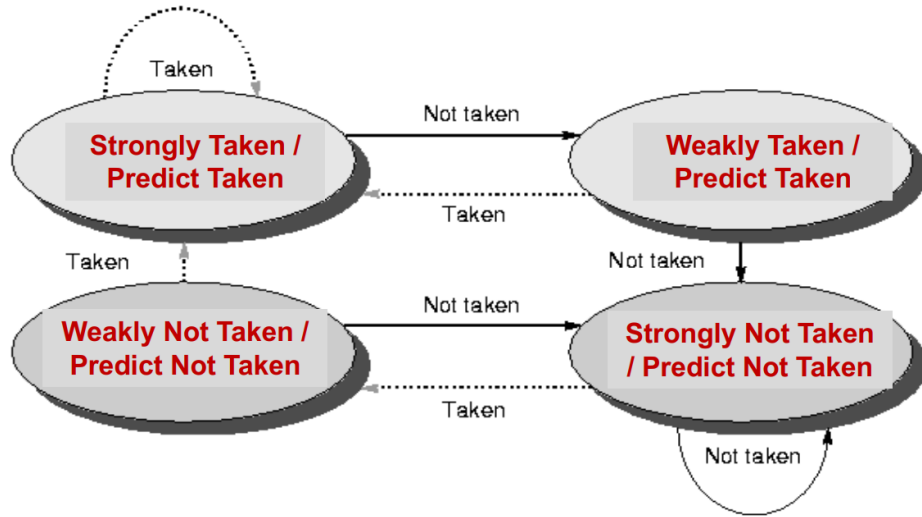 Taken
Not taken
Strongly Taken /
Predict Taken
Weakly Taken /
Predict Taken
Taken
Taken
Not taken
Not taken
Weakly Not Taken /
Predict Not Taken
Strongly Not Taken
/ Predict Not Taken
Taken
Not taken